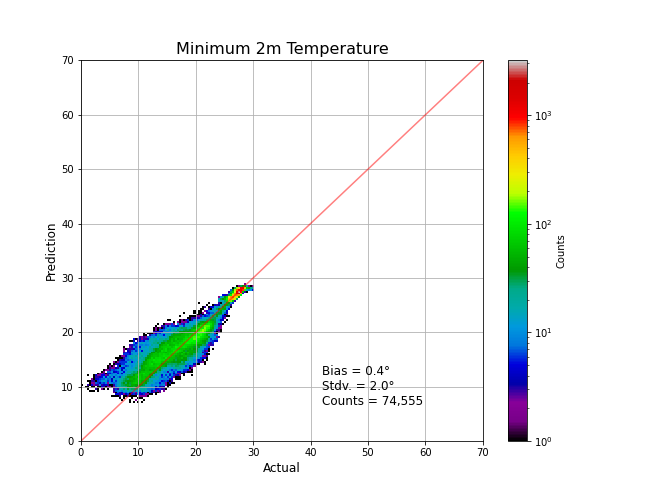 Minimum 2m Temperature
70
60
50
40
30
20
10
0
Prediction
0 10 20 30 40 50 60 70
Actual
Bias = 0.4°
Stdv. = 2.0°
Counts = 74,555
10³
10²
10¹
10⁰
Counts